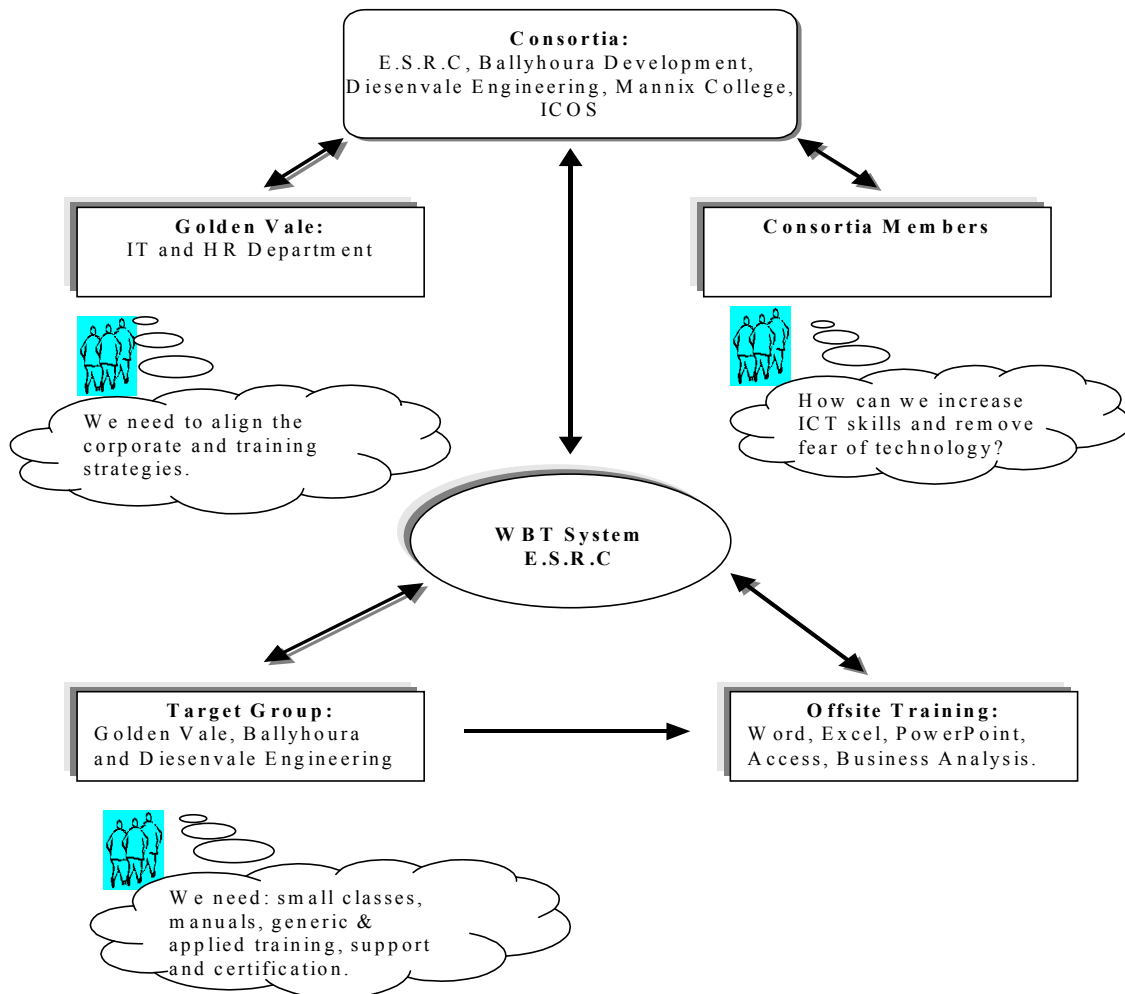 Consortia:
E.S.R.C, Ballyhoura Development,
Diesenvale Engineering, Mannix College,
ICOS
Golden Vale:
IT and HR Department
Consortia Members
We need to align the
corporate and training
strategies.
How can we increase
ICT skills and remove
fear of technology?
WBT System
E.S.R.C
Target Group:
Golden Vale, Ballyhoura
and Diesenvale Engineering
Offsite Training:
Word, Excel, PowerPoint,
Access, Business Analysis.
We need: small classes,
manuals, generic &
applied training, support
and certification.